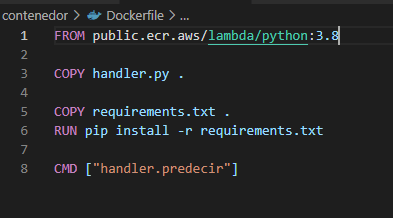 contenedor > Dockerfile > ...
1 FROM public.ecr.aws/lambda/python:3.8
2
3 COPY handler.py .
4
5 COPY requirements.txt .
6 RUN pip install -r requirements.txt
7
8 CMD ["handler.predecir"]